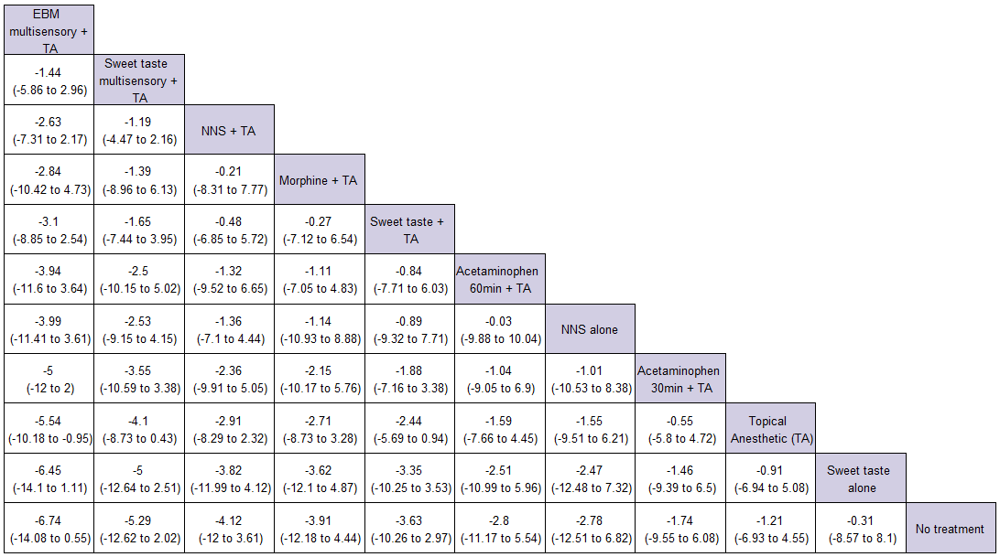 EBM
multisensory +
TA
-1.44
(-5.86 to 2.96)
Sweet taste
multisensory +
TA
-2.63
(-7.31 to 2.17)
-1.19
(-4.47 to 2.16)
NNS + TA
-2.84
(-10.42 to 4.73)
-1.39
(-8.96 to 6.13)
-0.21
(-8.31 to 7.77)
Morphine + TA
-3.1
(-8.85 to 2.54)
-1.65
(-7.44 to 3.95)
-0.48
(-6.85 to 5.72)
-0.27
(-7.12 to 6.54)
Sweet taste +
TA
-3.94
(-11.6 to 3.64)
-2.5
(-10.15 to 5.02)
-1.32
(-9.52 to 6.65)
-1.11
(-7.05 to 4.83)
-0.84
(-7.71 to 6.03)
Acetaminophen
60min + TA
-3.99
(-11.41 to 3.61)
-2.53
(-9.15 to 4.15)
-1.36
(-7.1 to 4.44)
-1.14
(-10.93 to 8.88)
-0.89
(-9.32 to 7.71)
-0.03
(-9.88 to 10.04)
NNS alone
-5
(-12 to 2)
-3.55
(-10.59 to 3.38)
-2.36
(-9.91 to 5.05)
-2.15
(-10.17 to 5.76)
-1.88
(-7.16 to 3.38)
-1.04
(-9.05 to 6.9)
-1.01
(-10.53 to 8.38)
Acetaminophen
30min + TA
-5.54
(-10.18 to -0.95)
-4.1
(-8.73 to 0.43)
-2.91
(-8.29 to 2.32)
-2.71
(-8.73 to 3.28)
-2.44
(-5.69 to 0.94)
-1.59
(-7.66 to 4.45)
-1.55
(-9.51 to 6.21)
-0.55
(-5.8 to 4.72)
Topical
Anesthetic (TA)
-6.45
(-14.1 to 1.11)
-5
(-12.64 to 2.51)
-3.82
(-11.99 to 4.12)
-3.62
(-12.1 to 4.87)
-3.35
(-10.25 to 3.53)
-2.51
(-10.99 to 5.96)
-2.47
(-12.48 to 7.32)
-1.46
(-9.39 to 6.5)
-0.91
(-6.94 to 5.08)
Sweet taste
alone
-6.74
(-14.08 to 0.55)
-5.29
(-12.62 to 2.02)
-4.12
(-12 to 3.61)
-3.91
(-12.18 to 4.44)
-3.63
(-10.26 to 2.97)
-2.8
(-11.17 to 5.54)
-2.78
(-12.51 to 6.82)
-1.74
(-9.55 to 6.08)
-1.21
(-6.93 to 4.55)
-0.31
(-8.57 to 8.1)
No treatment